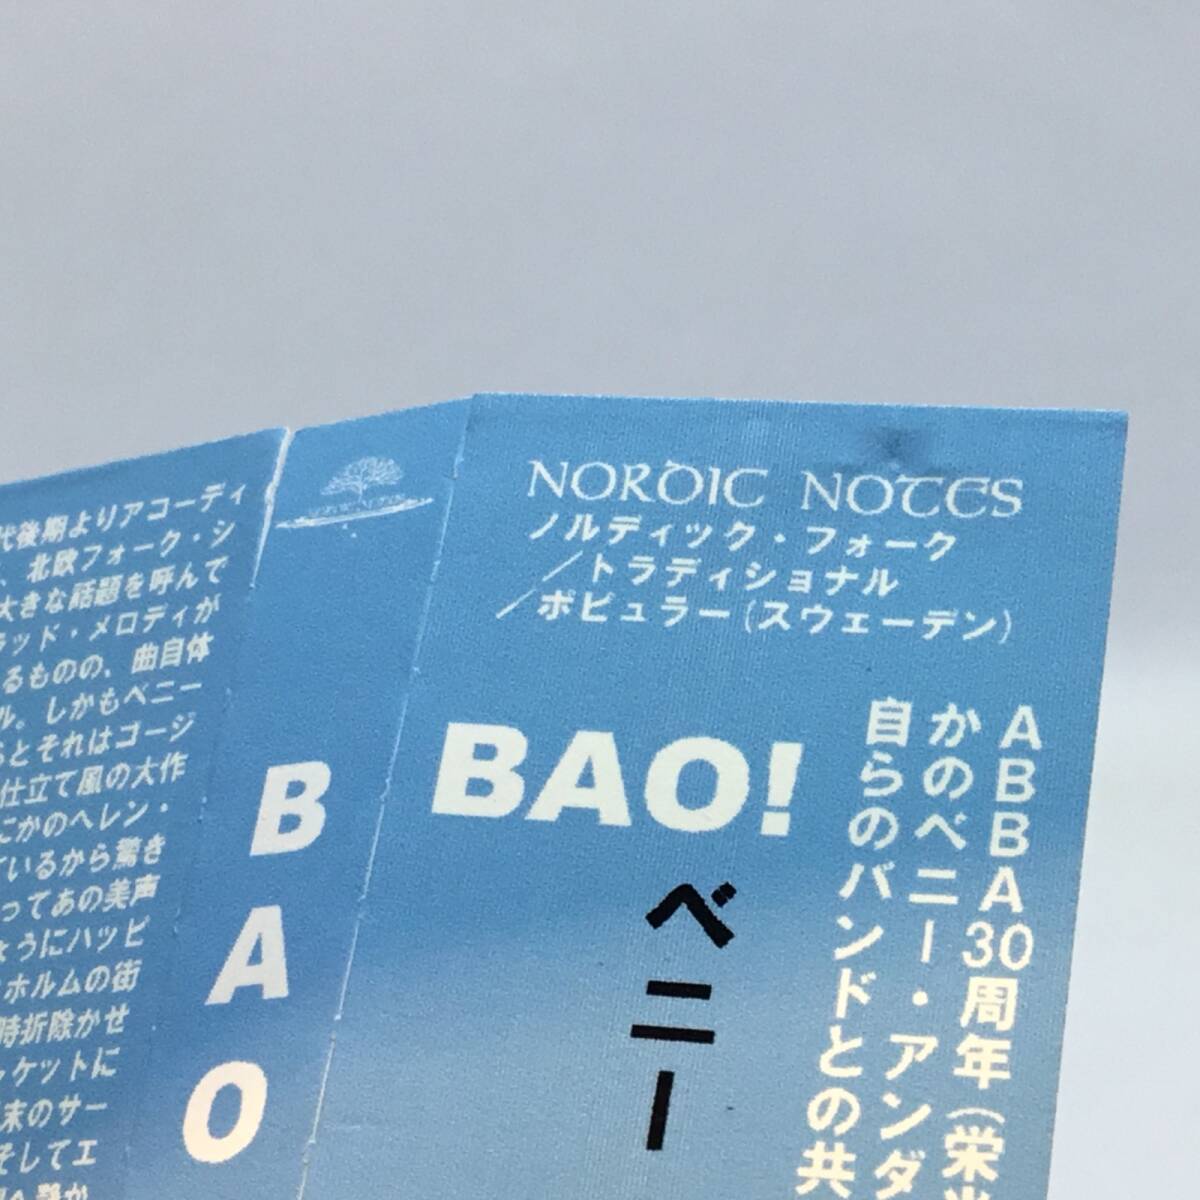 NORDIC NOTES
ノルディック・フォーク
／トラディショナル
／ポピュラー(スウェーデン)
BAO!
ベニー
ABBA30周年(栄
かのベニー・アンダ
自らのバンドとの共
BAO
代後期よりアコーディ
、北欧フォーク・シ
大きな話題を呼んで
ラッド・メロディが
るものの、曲自体
ル。しかもベニー
るとそれはゴージ
仕立て風の大作
にかのヘレン・
ているから驚き
ってあの美声
ようにハッピ
ホルムの街
時折除かせ
ャケットに
末のサー
そしてエ